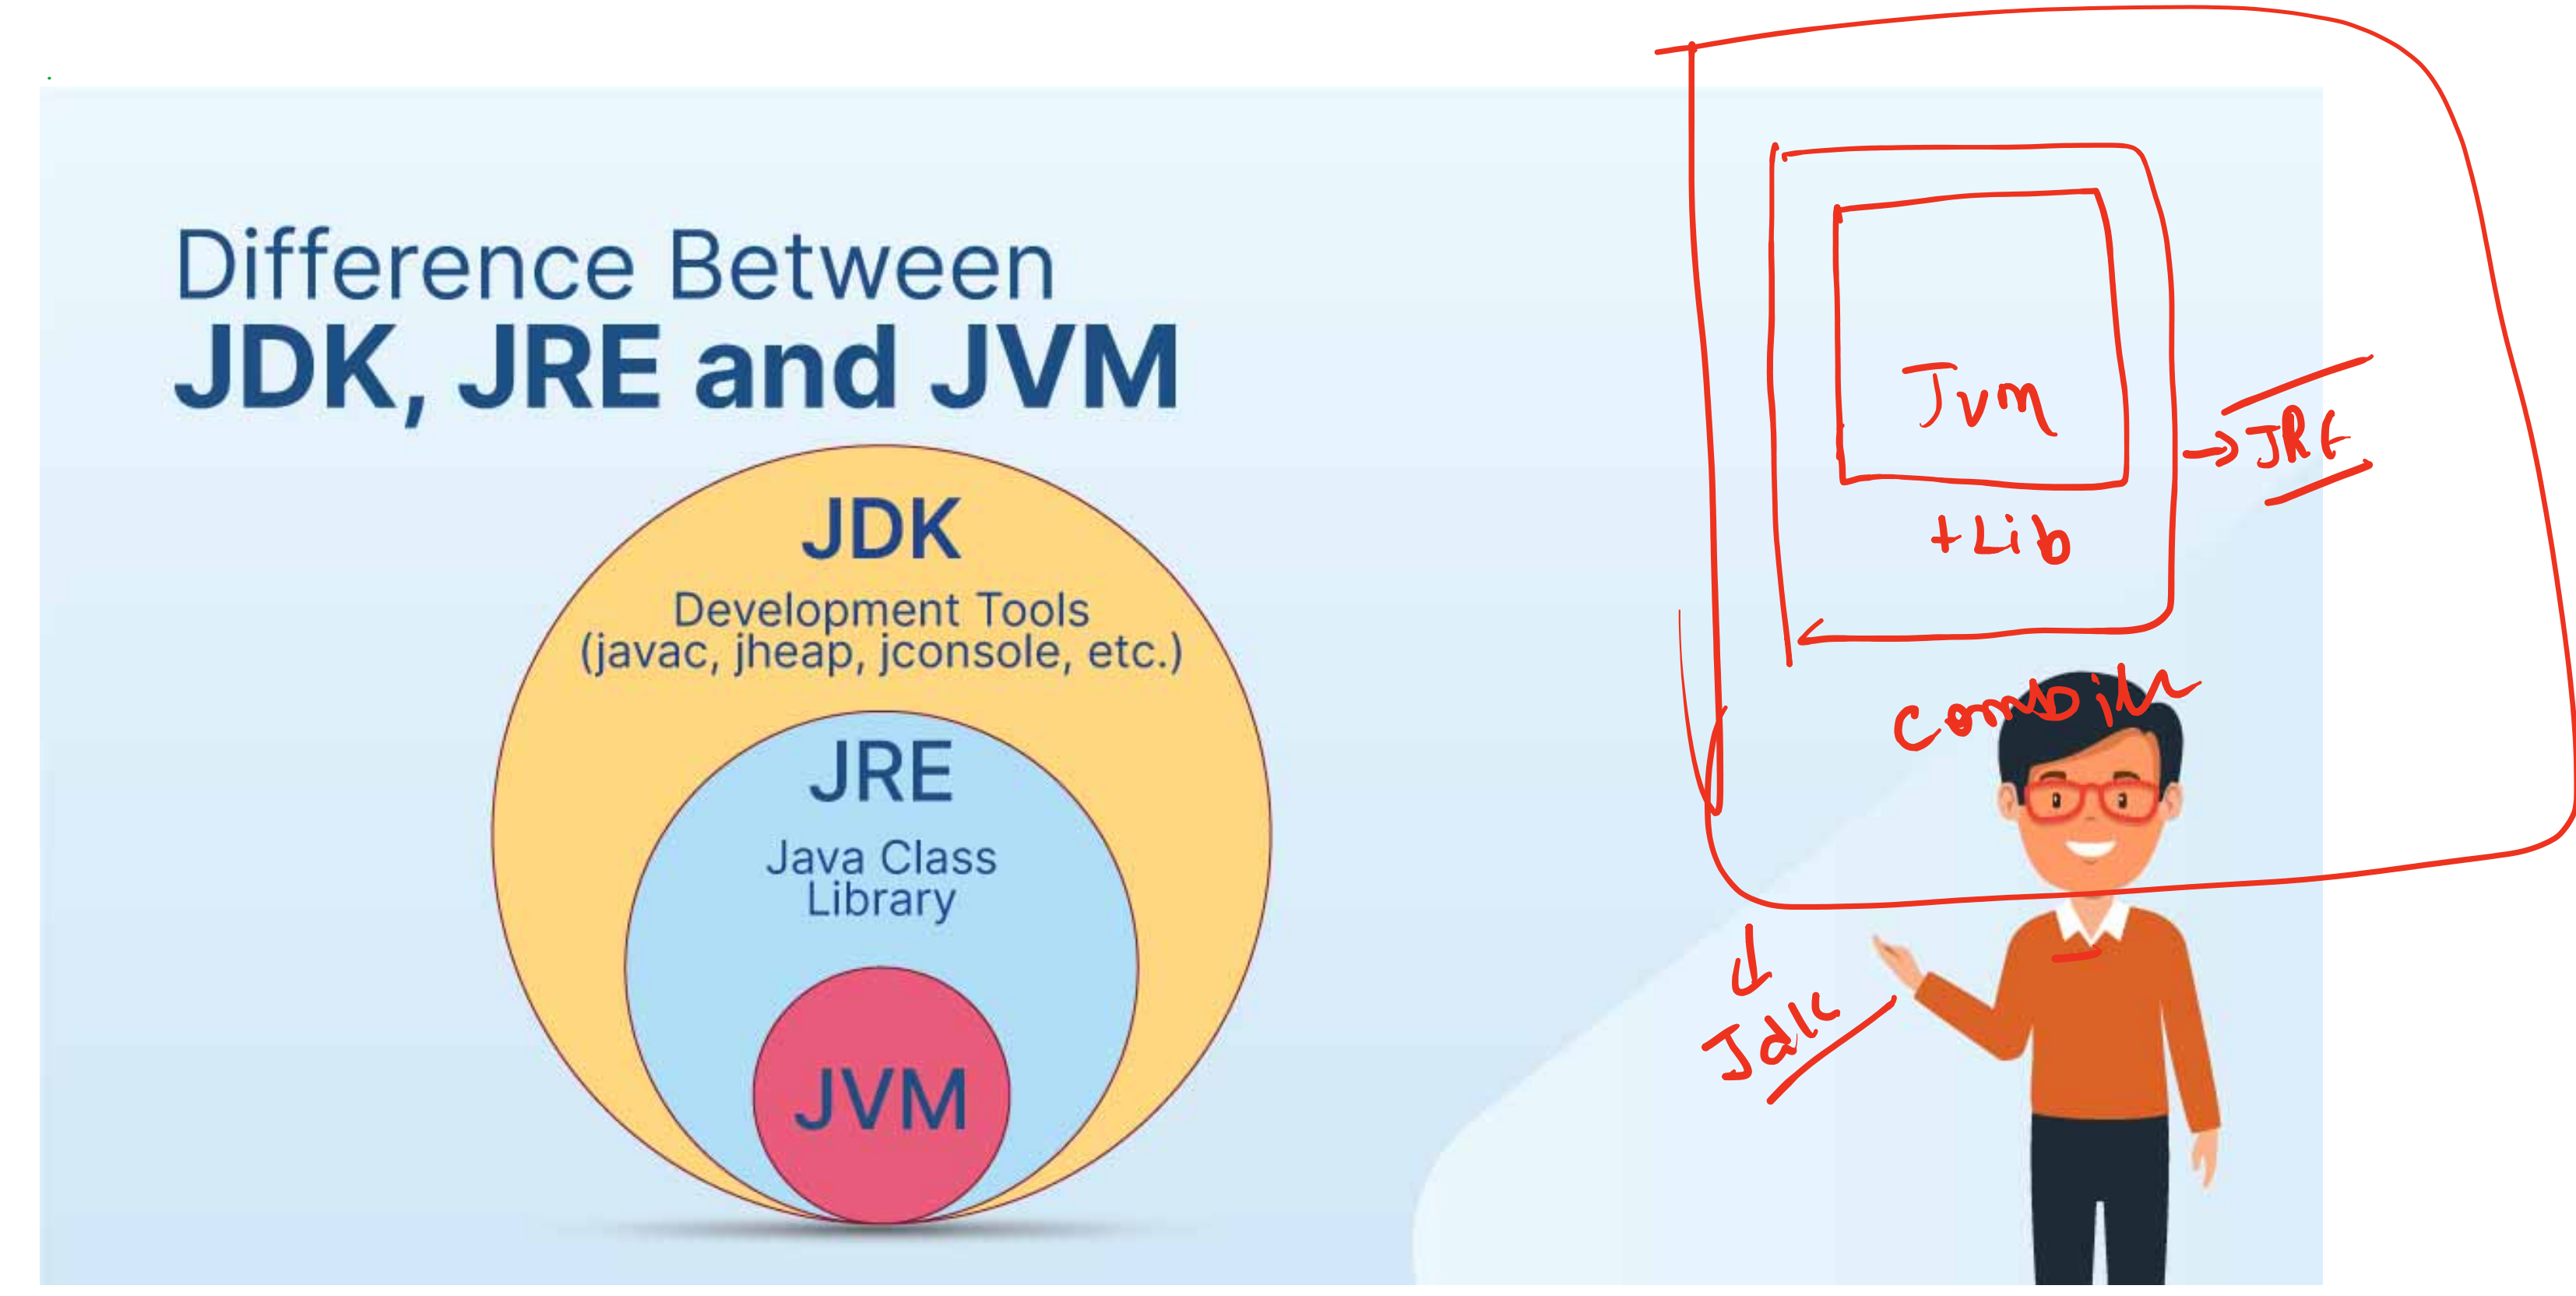 Difference Between
JDK, JRE and JVM
JDK
Development Tools
(javac, jheap, jconsole, etc.)
JRE
Java Class
Library
JVM
Jvm
→ JRE
+ Lib
Jdk